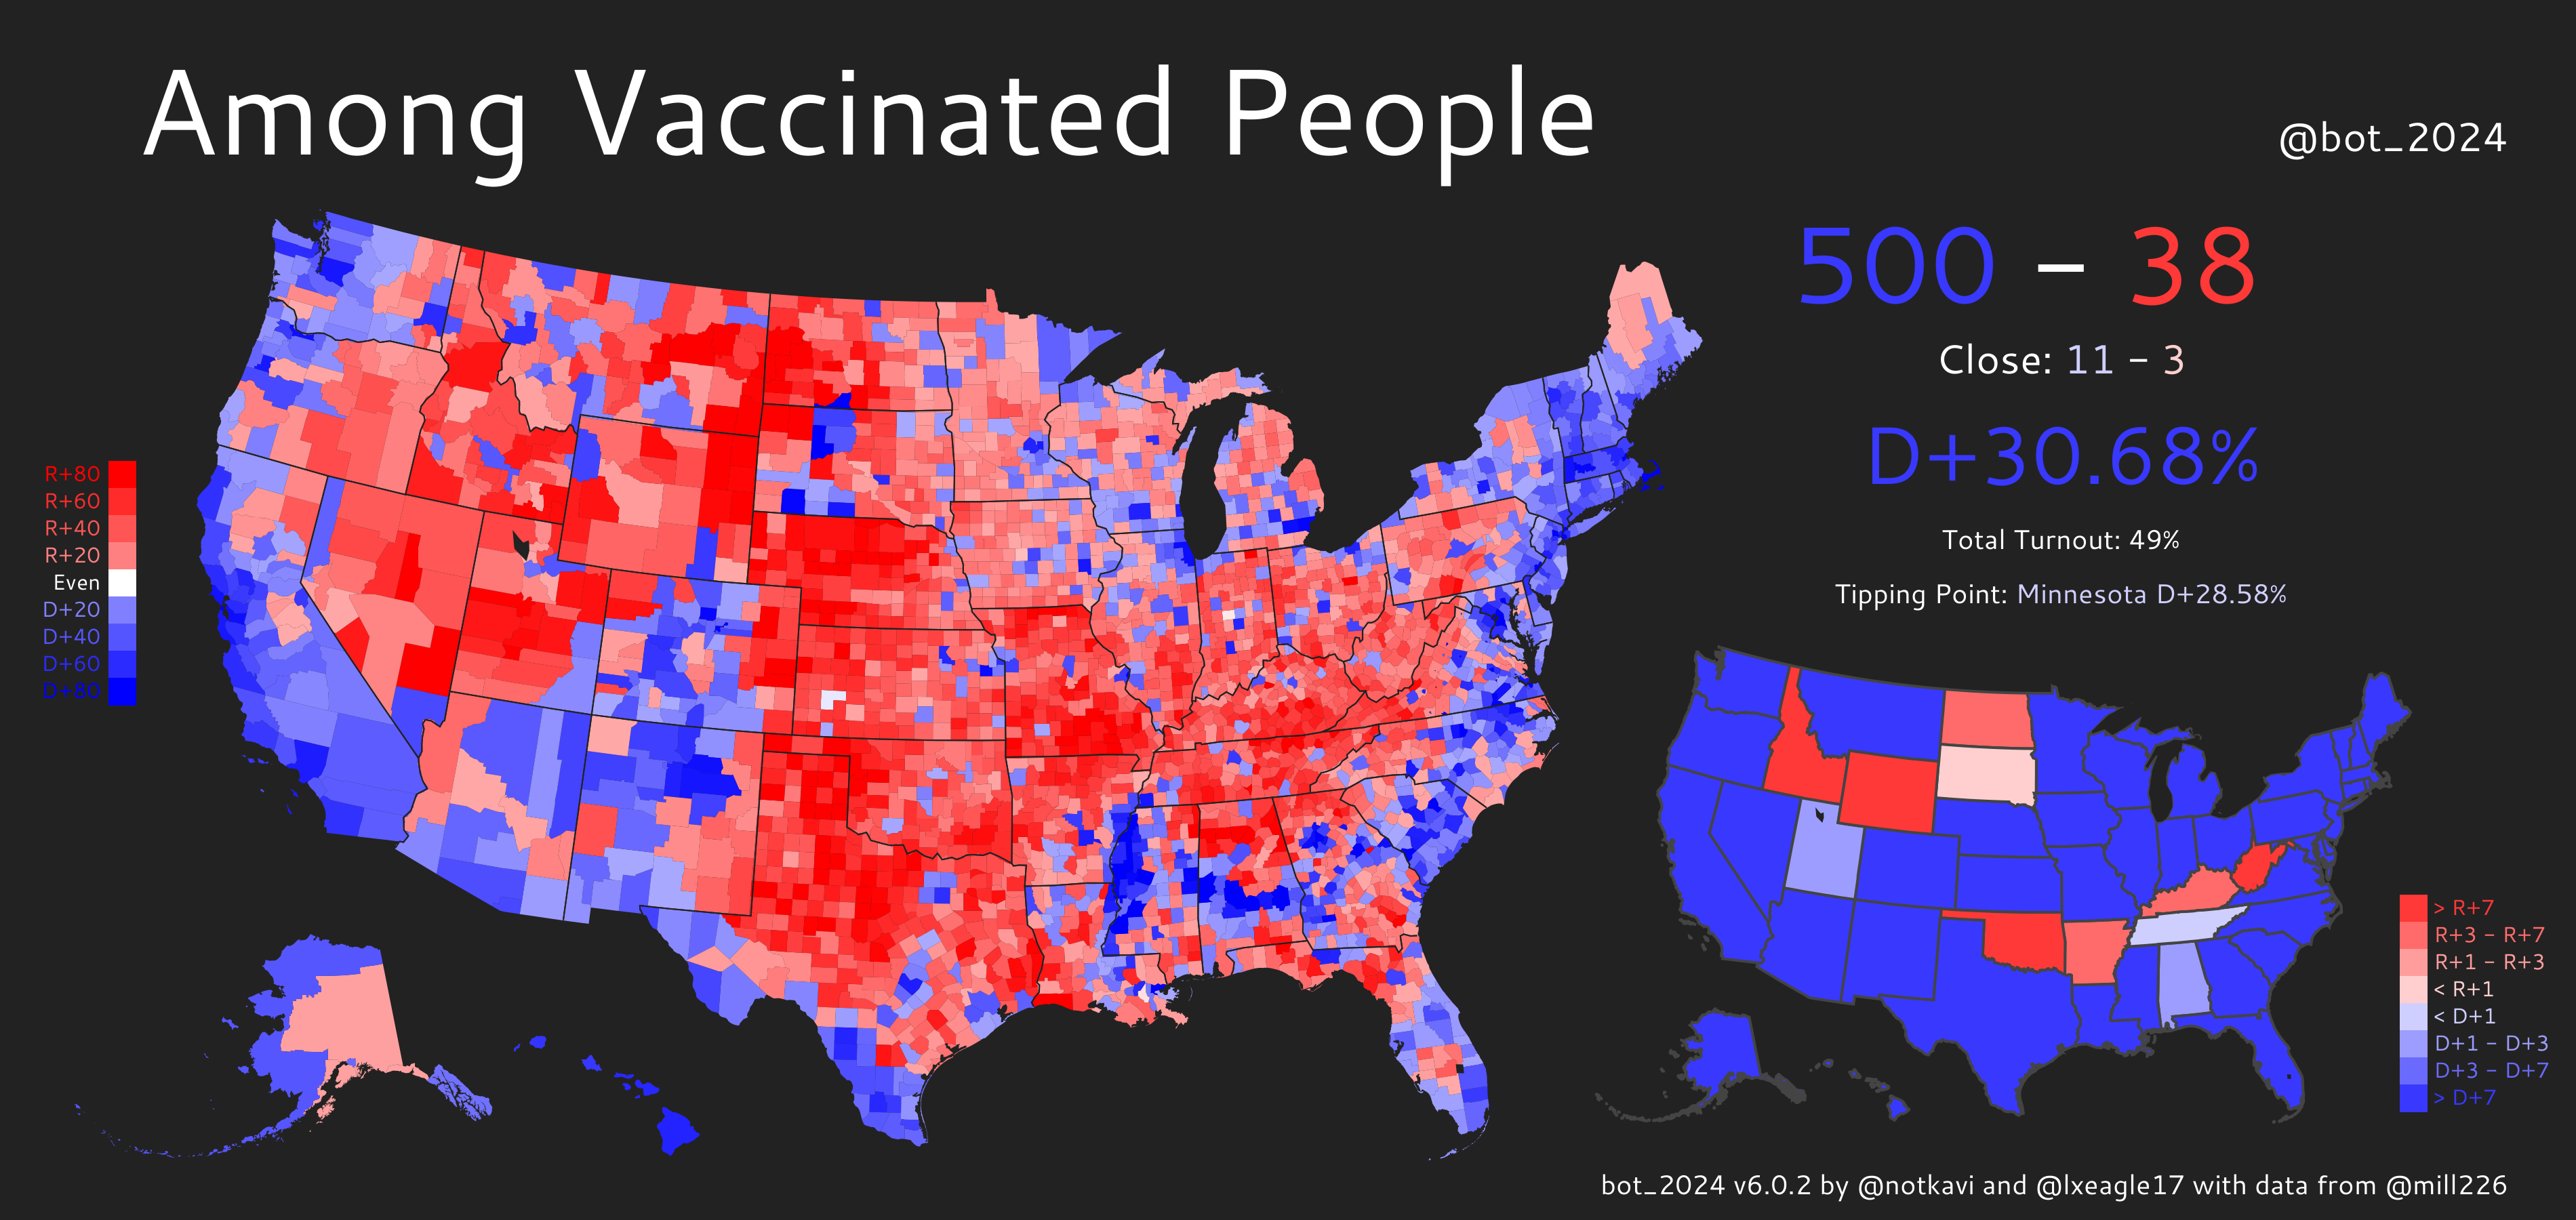 Among Vaccinated People
@bot_2024
500 – 38
Close: 11 – 3
D+30.68%
Total Turnout: 49%
Tipping Point: Minnesota D+28.58%
R+80
R+60
R+40
R+20
Even
D+20
D+40
D+60
D+80
> R+7
R+3 – R+7
R+1 – R+3
< R+1
< D+1
D+1 – D+3
D+3 – D+7
> D+7
bot_2024 v6.0.2 by @notkavi and @lxeagle17 with data from @mill226